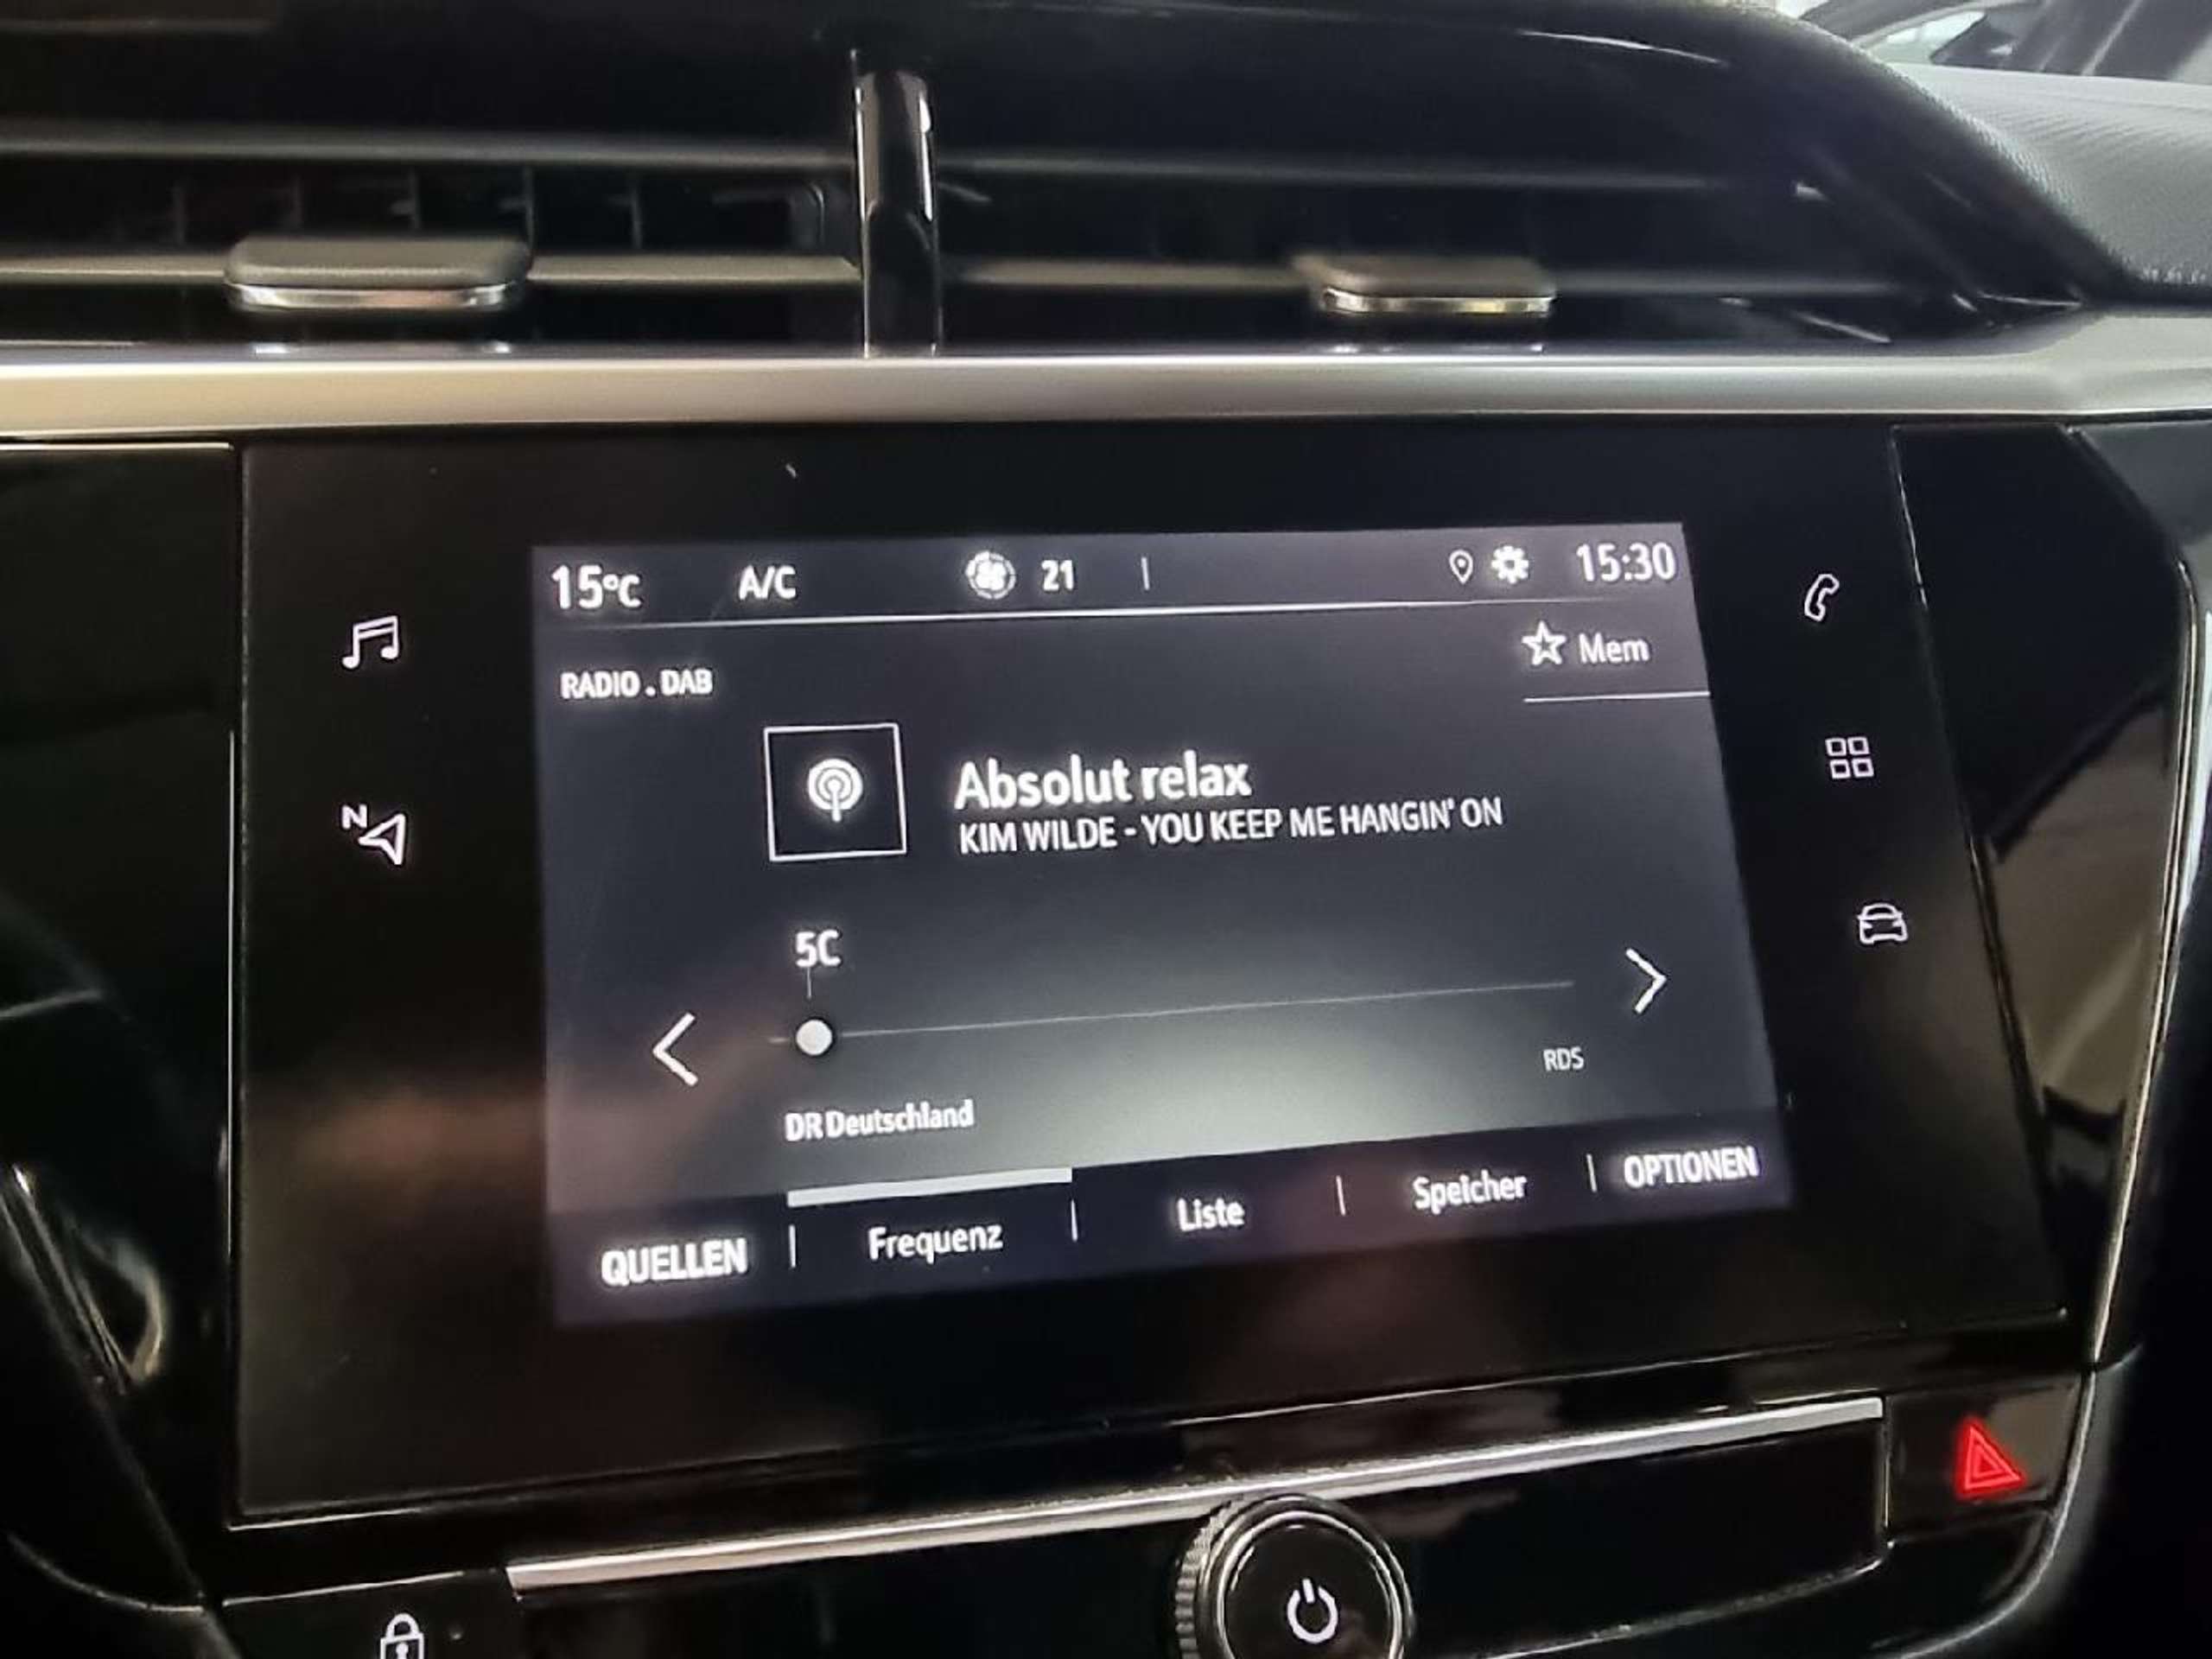 15°C A/C 21 | 15:30
Mem
RADIO . DAB
Absolut relax
KIM WILDE - YOU KEEP ME HANGIN' ON
5C
RDS
DR Deutschland
QUELLEN | Frequenz | Liste | Speicher | OPTIONEN
N